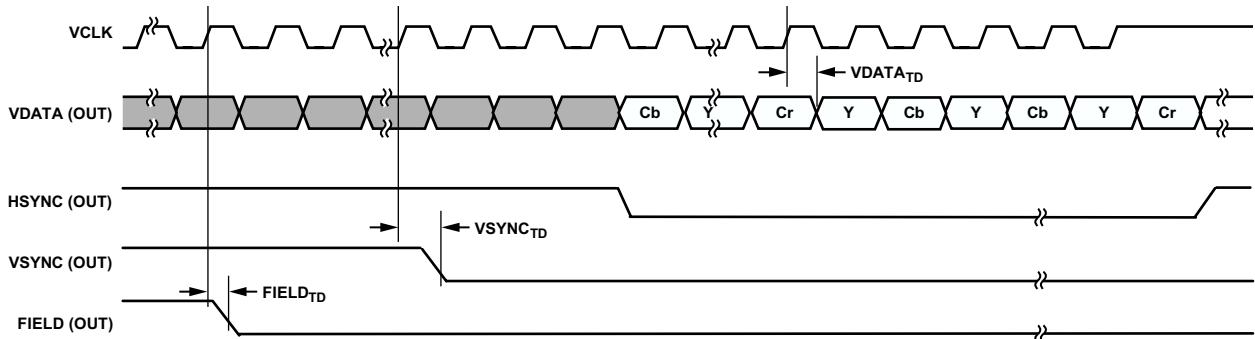 VCLK
VDATA_TD
VDATA (OUT)
Cb Y Cr Y Cb Y Cb Y Cr
HSYNC (OUT)
VSYNC_TD
VSYNC (OUT)
FIELD_TD
FIELD (OUT)